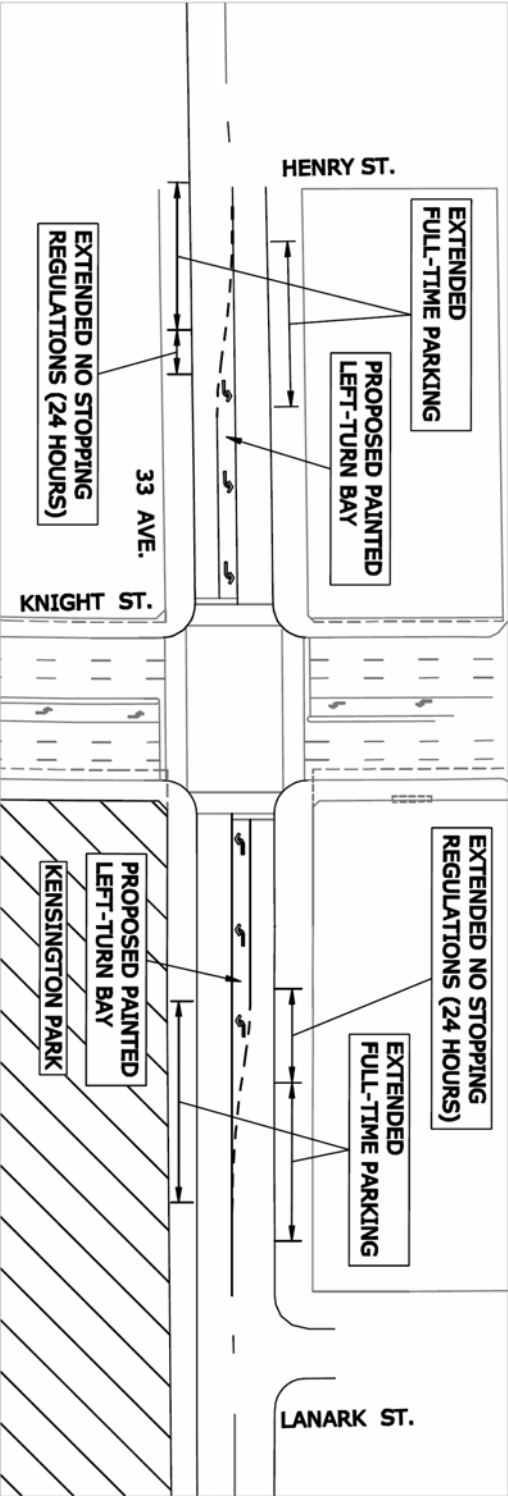 HENRY ST.
EXTENDED
FULL-TIME PARKING
EXTENDED NO STOPPING
REGULATIONS (24 HOURS)
PROPOSED PAINTED
LEFT-TURN BAY
33 AVE.
KNIGHT ST.
EXTENDED NO STOPPING
REGULATIONS (24 HOURS)
PROPOSED PAINTED
LEFT-TURN BAY
KENSINGTON PARK
EXTENDED
FULL-TIME PARKING
LANARK ST.